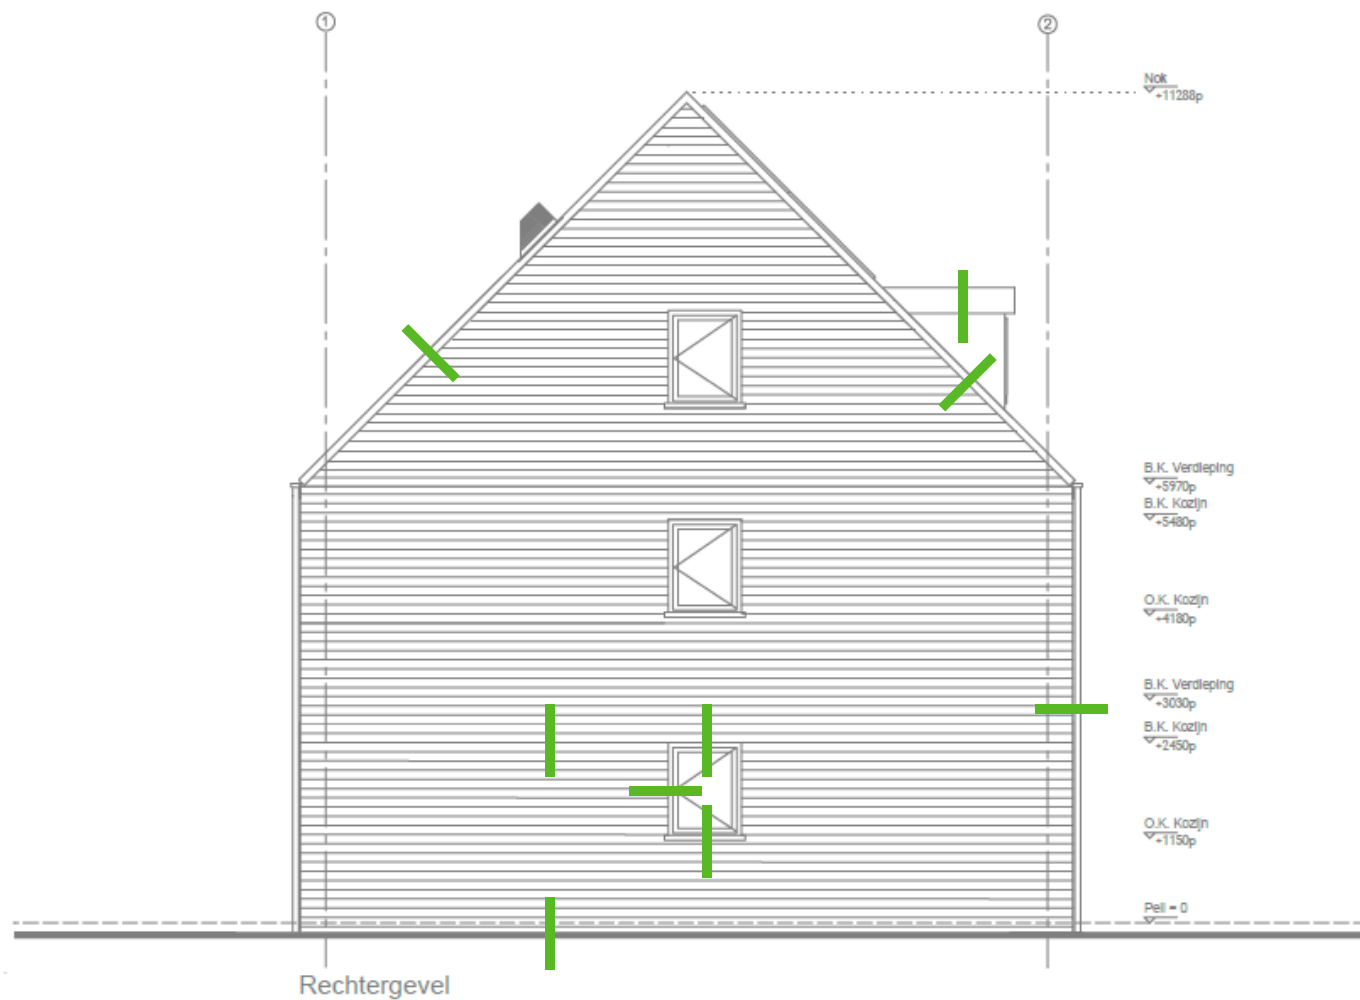 1
2
Nok
+11288p
B.K. Verdieping
+5970p
B.K. Kozijn
+5480p
O.K. Kozijn
+4180p
B.K. Verdieping
+3030p
B.K. Kozijn
+2450p
O.K. Kozijn
+1150p
Peil = 0
Rechtergevel